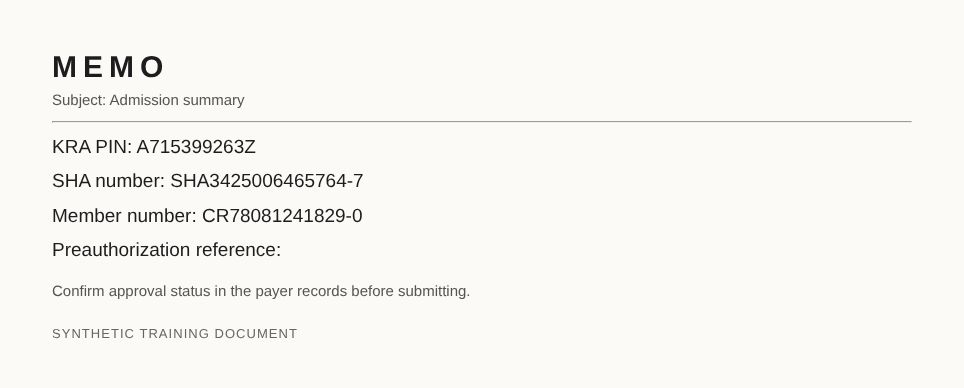 MEMO
Subject: Admission summary
KRA PIN: A715399263Z
SHA number: SHA3425006465764-7
Member number: CR78081241829-0
Preauthorization reference:
Confirm approval status in the payer records before submitting.
SYNTHETIC TRAINING DOCUMENT